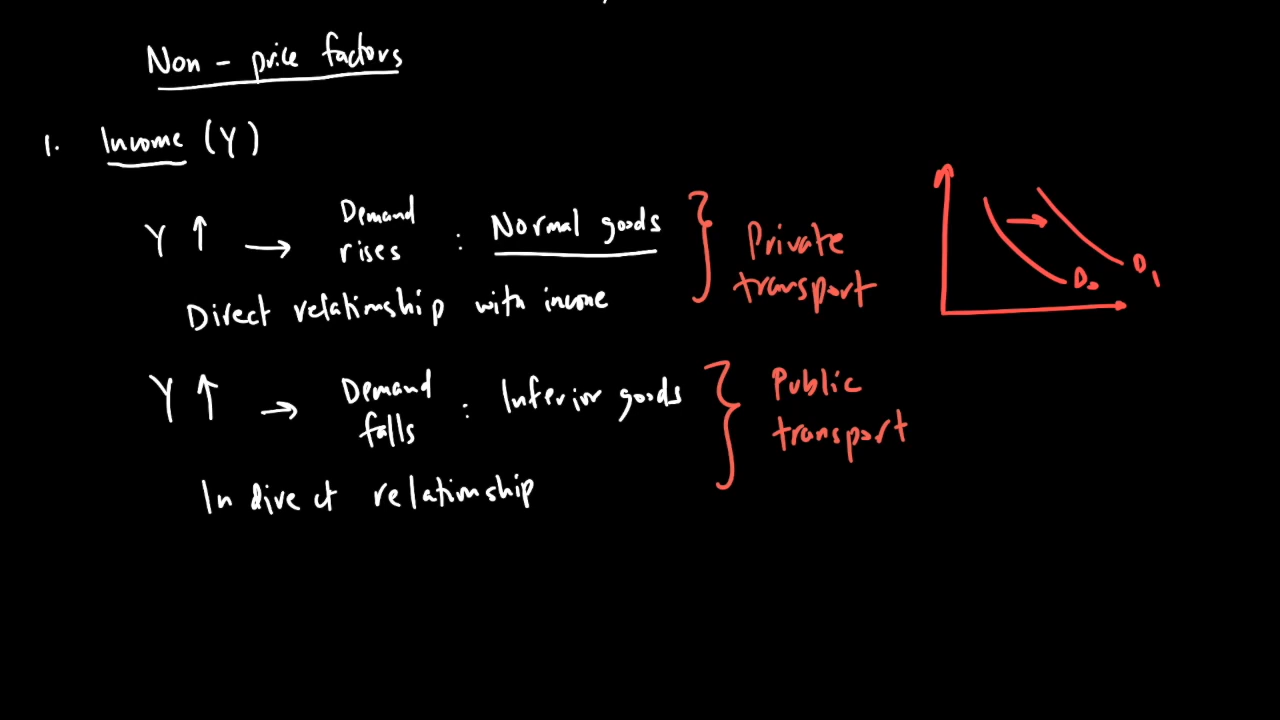 Non - price factors
1. Income (Y)
Y ↑ → Demand rises : Normal goods } Private transport
Direct relationship with income
Y ↑ → Demand falls : Inferior goods } Public transport
Indirect relationship
D₀
D₁